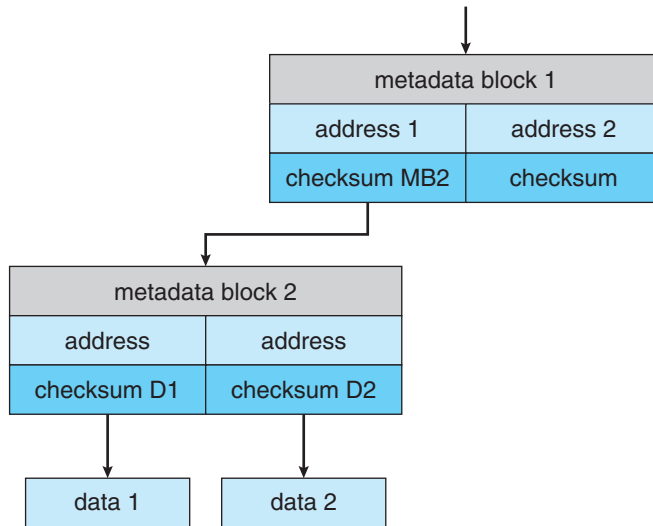 metadata block 1
address 1 address 2
checksum MB2 checksum
metadata block 2
address address
checksum D1 checksum D2
data 1 data 2